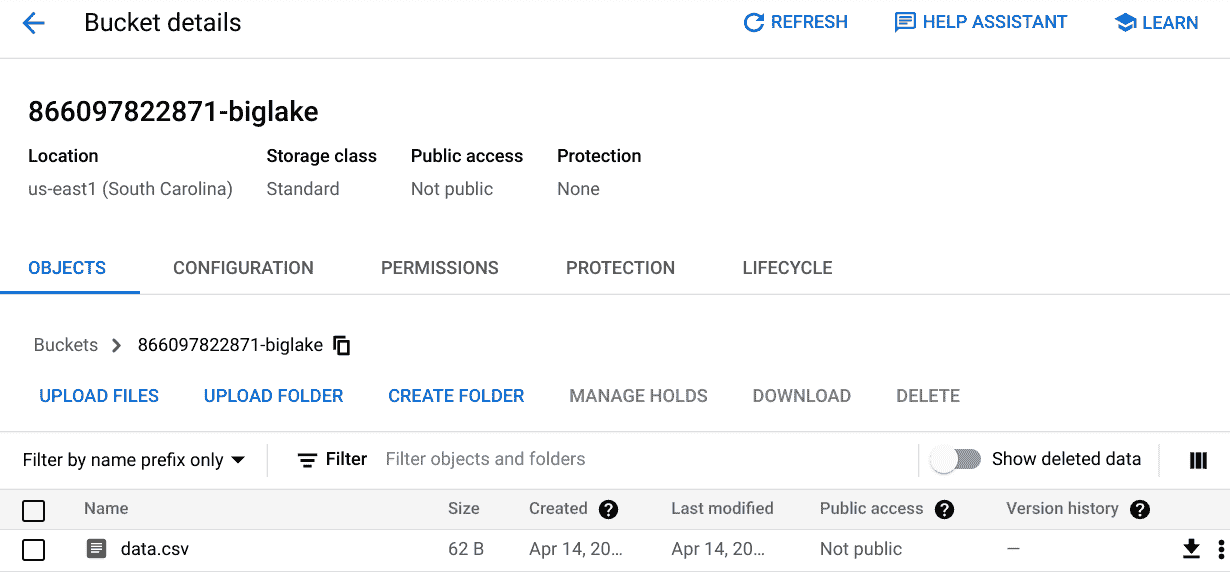 Bucket details REFRESH HELP ASSISTANT LEARN
866097822871-biglake
Location Storage class Public access Protection
us-east1 (South Carolina) Standard Not public None
OBJECTS CONFIGURATION PERMISSIONS PROTECTION LIFECYCLE
Buckets > 866097822871-biglake
UPLOAD FILES UPLOAD FOLDER CREATE FOLDER MANAGE HOLDS DOWNLOAD DELETE
Filter by name prefix only Filter Filter objects and folders Show deleted data
Name Size Created ? Last modified Public access ? Version history ?
data.csv 62 B Apr 14, 20... Apr 14, 20... Not public —